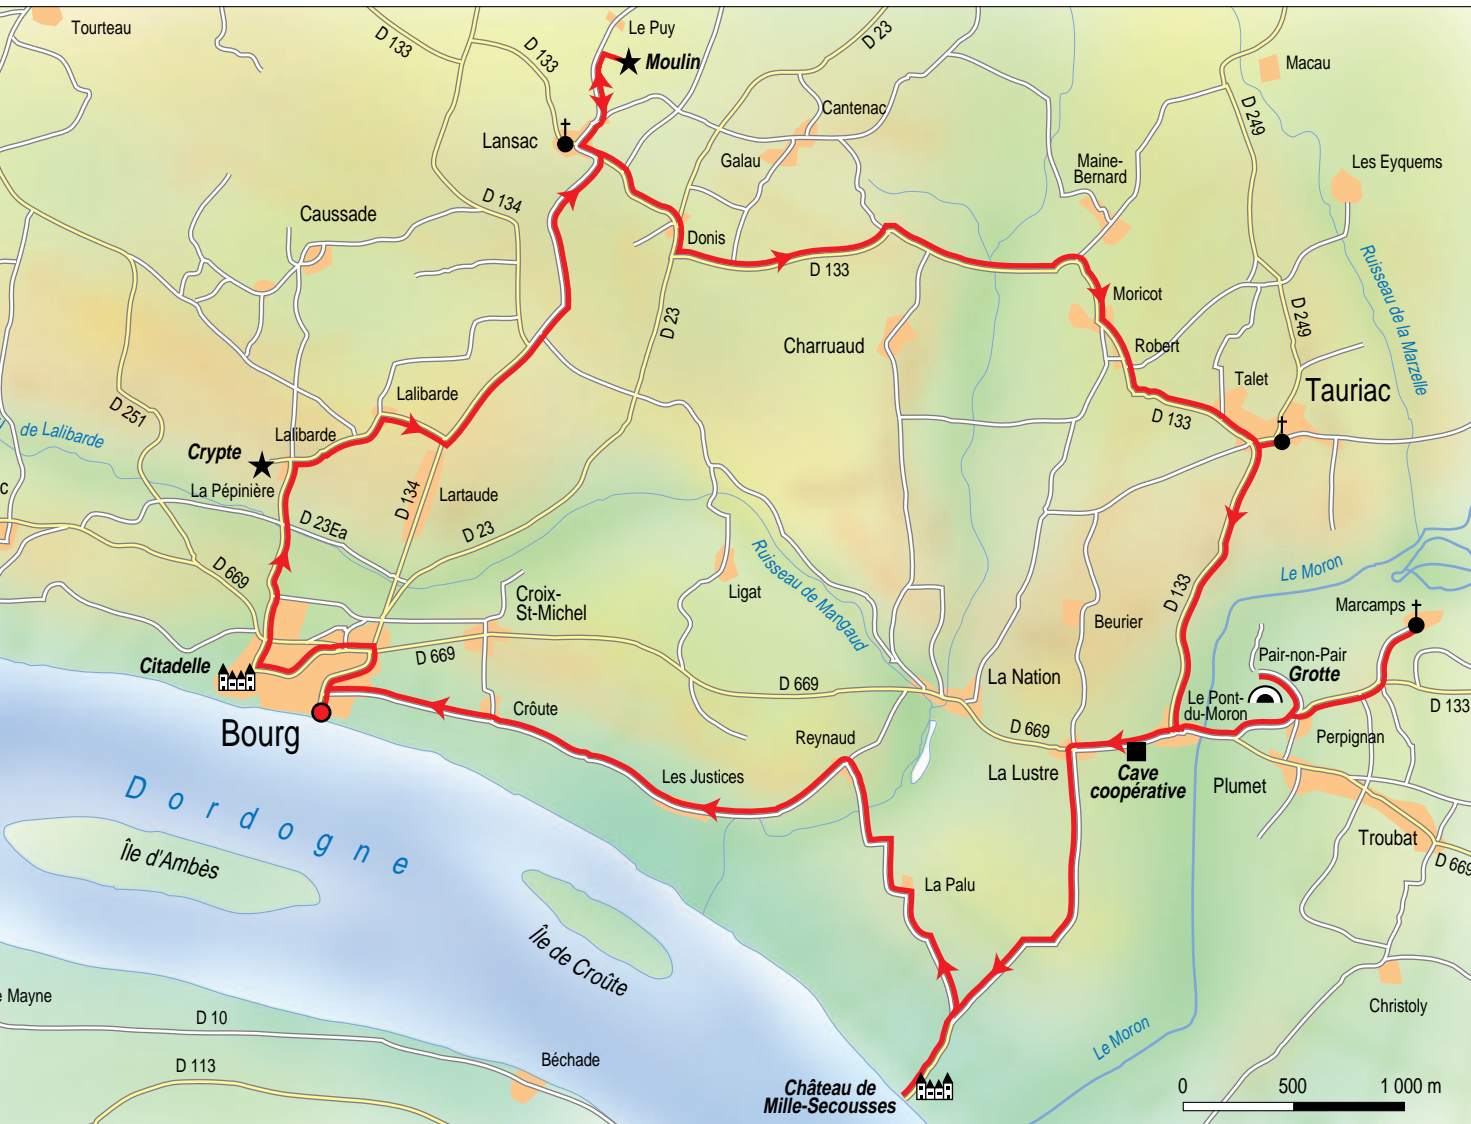 Tourteau
D 133
D 133
Le Puy
Moulin
D 23
Macau
Cantenac
D 249
Lansac
Galau
Maine-
Bernard
Les Eyquems
D 134
Caussade
Donis
D 133
Ruisseau de la Marzelle
Moricot
D 23
D 249
Charruaud
Robert
Talet
Tauriac
Lalibarde
D 251
D 133
de Lalibarde
Lalibarde
Crypte
La Pépinière
c
D 134
Lartaude
D 23Ea
D 23
D 669
Ruisseau de Mangaud
Le Moron
Croix-
St-Michel
Ligat
D 133
Marcamps
Beurier
Citadelle
D 669
Pair-non-Pair
Grotte
La Nation
D 669
Le Pont-
du-Moron
D 133
Crôute
Bourg
D 669
Reynaud
Perpignan
Les Justices
La Lustre
Cave
coopérative
Plumet
Dordogne
Troubat
Île d'Ambès
D 669
La Palu
Île de Croûte
e Mayne
Christoly
D 10
Le Moron
Béchade
D 113
Château de
Mille-Secousses
0 500 1 000 m